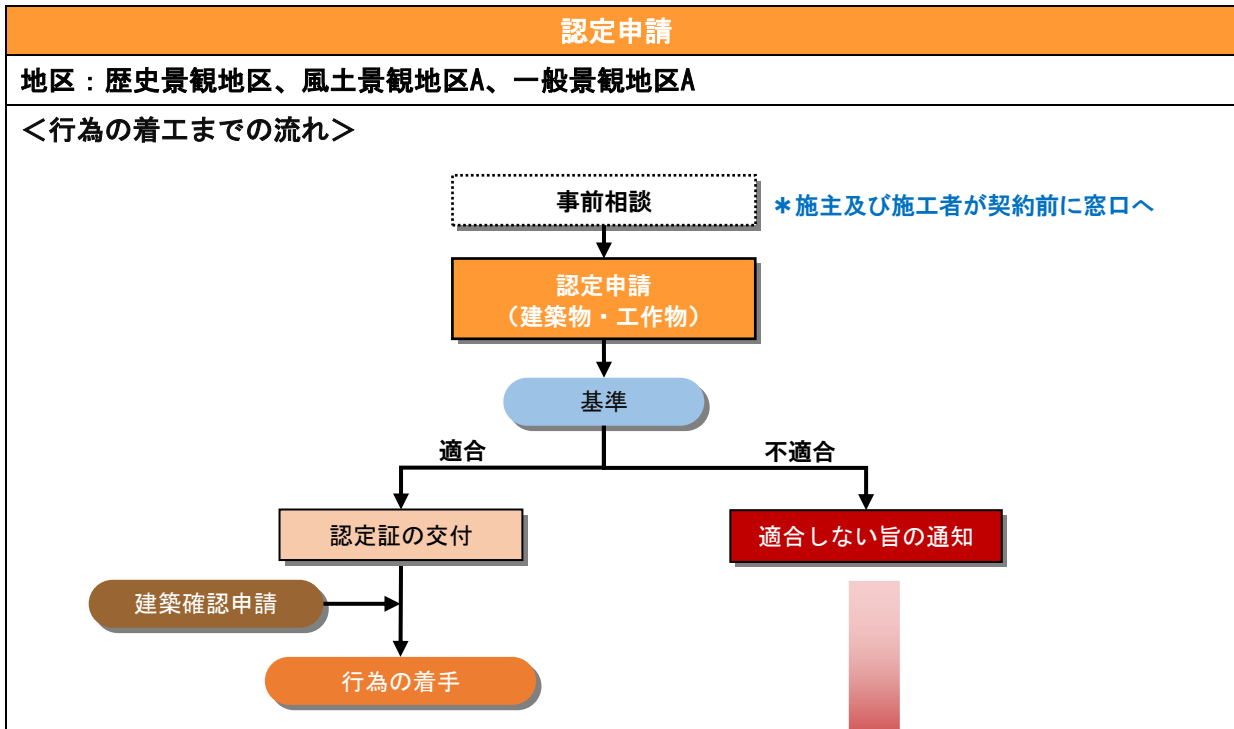 認定申請
地区：歴史景観地区、風土景観地区A、一般景観地区A
＜行為の着工までの流れ＞
事前相談
＊施主及び施工者が契約前に窓口へ
認定申請
（建築物・工作物）
基準
適合
不適合
認定証の交付
適合しない旨の通知
建築確認申請
行為の着手